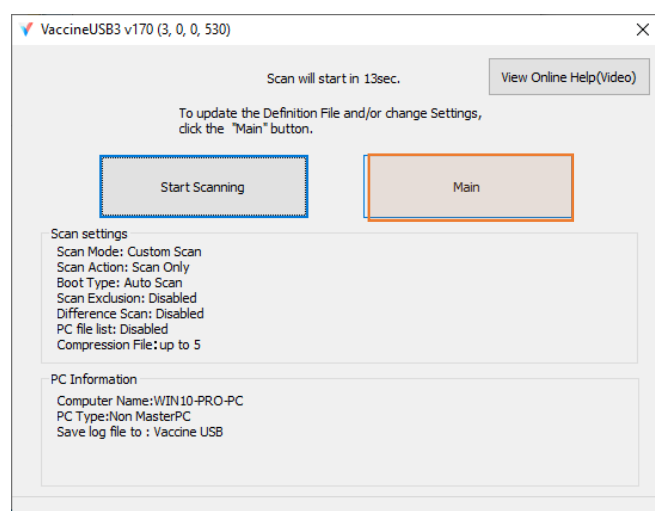 VaccineUSB3 v170 (3, 0, 0, 530)
Scan will start in 13sec.
View Online Help(Video)
To update the Definition File and/or change Settings,
click the "Main" button.
Start Scanning
Main
Scan settings
Scan Mode: Custom Scan
Scan Action: Scan Only
Boot Type: Auto Scan
Scan Exclusion: Disabled
Difference Scan: Disabled
PC file list: Disabled
Compression File:up to 5
PC Information
Computer Name:WIN10-PRO-PC
PC Type:Non MasterPC
Save log file to : Vaccine USB